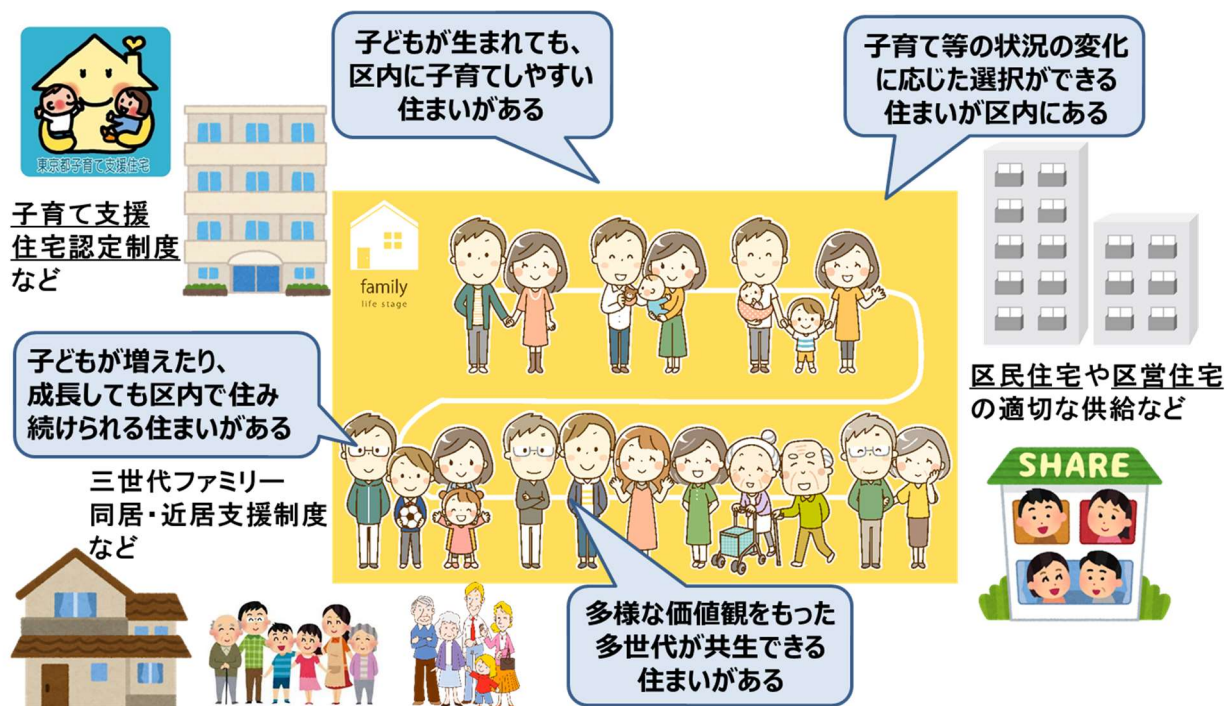 東京都子育て支援住宅
子どもが生まれても、
区内に子育てしやすい
住まいがある
子育て等の状況の変化
に応じた選択ができる
住まいが区内にある
子育て支援
住宅認定制度
など
family
life stage
区民住宅や区営住宅
の適切な供給など
子どもが増えたり、
成長しても区内で住み
続けられる住まいがある
三世代ファミリー
同居・近居支援制度
など
SHARE
多様な価値観をもった
多世代が共生できる
住まいがある